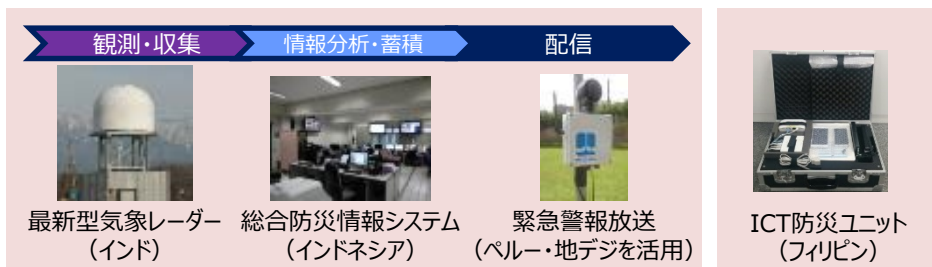 観測・収集
情報分析・蓄積
配信
最新型気象レーダー
（インド）
総合防災情報システム
（インドネシア）
緊急警報放送
（ペルー・地デジを活用）
ICT防災ユニット
（フィリピン）